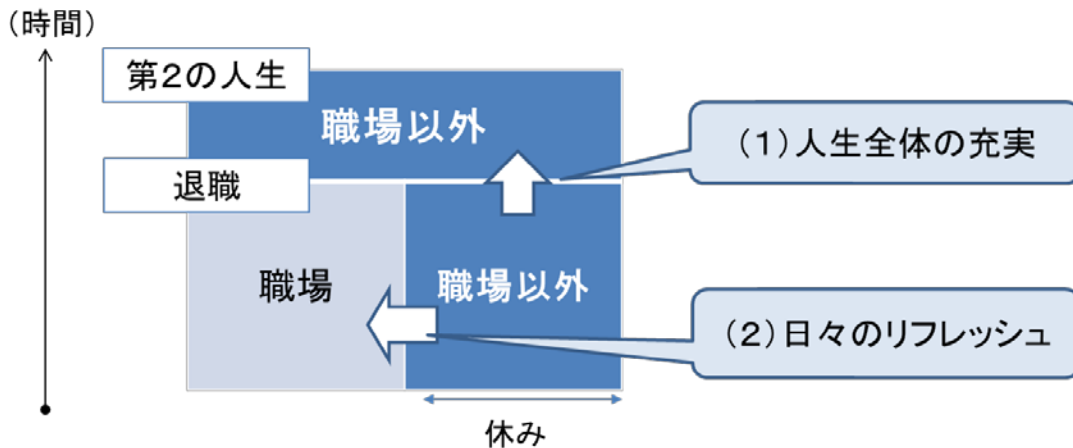 （時間）
第2の人生
職場以外
（1）人生全体の充実
退職
職場
職場以外
（2）日々のリフレッシュ
休み